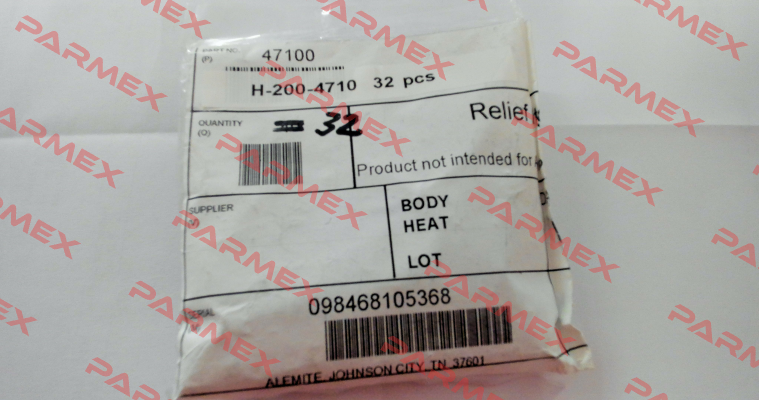 PART NO. 47100
(P)
H-200-4710 32 pcs
QUANTITY 32
(Q)
Relief
Product not intended for
SUPPLIER
(V)
BODY
HEAT
LOT
098468105368
SERIAL
ALEMITE, JOHNSON CITY, TN, 37601
PARMEX